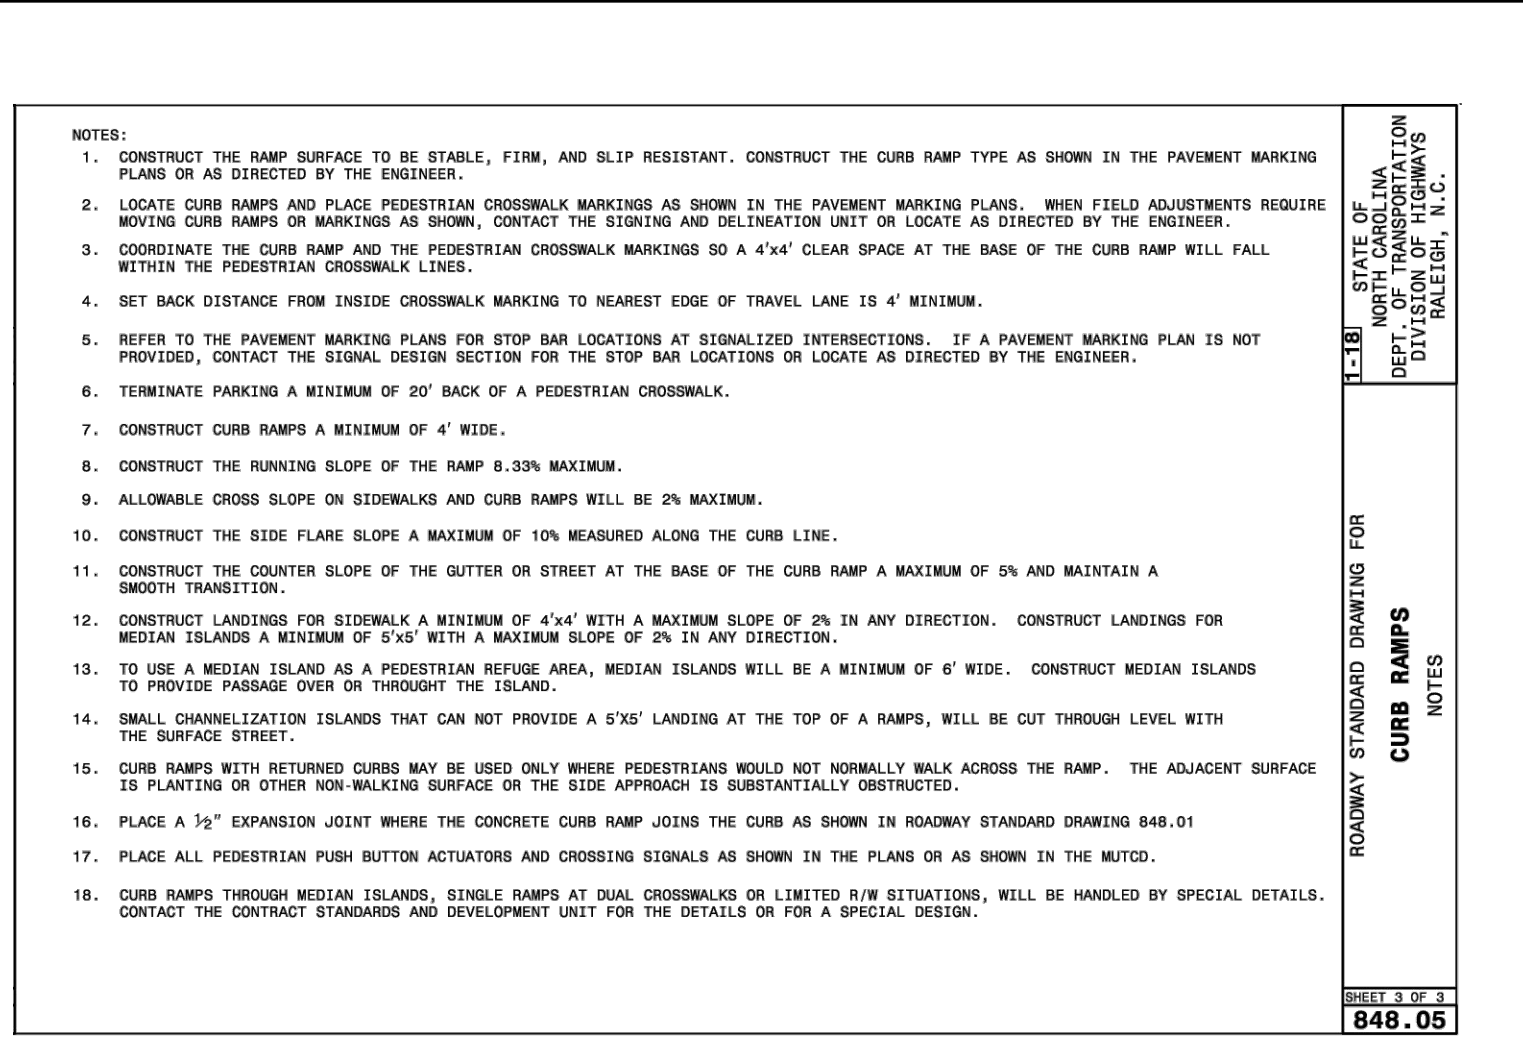 NOTES:
1. CONSTRUCT THE RAMP SURFACE TO BE STABLE, FIRM, AND SLIP RESISTANT. CONSTRUCT THE CURB RAMP TYPE AS SHOWN IN THE PAVEMENT MARKING
PLANS OR AS DIRECTED BY THE ENGINEER.
2. LOCATE CURB RAMPS AND PLACE PEDESTRIAN CROSSWALK MARKINGS AS SHOWN IN THE PAVEMENT MARKING PLANS. WHEN FIELD ADJUSTMENTS REQUIRE
MOVING CURB RAMPS OR MARKINGS AS SHOWN, CONTACT THE SIGNING AND DELINEATION UNIT OR LOCATE AS DIRECTED BY THE ENGINEER.
3. COORDINATE THE CURB RAMP AND THE PEDESTRIAN CROSSWALK MARKINGS SO A 4'x4' CLEAR SPACE AT THE BASE OF THE CURB RAMP WILL FALL
WITHIN THE PEDESTRIAN CROSSWALK LINES.
4. SET BACK DISTANCE FROM INSIDE CROSSWALK MARKING TO NEAREST EDGE OF TRAVEL LANE IS 4' MINIMUM.
5. REFER TO THE PAVEMENT MARKING PLANS FOR STOP BAR LOCATIONS AT SIGNALIZED INTERSECTIONS. IF A PAVEMENT MARKING PLAN IS NOT
PROVIDED, CONTACT THE SIGNAL DESIGN SECTION FOR THE STOP BAR LOCATIONS OR LOCATE AS DIRECTED BY THE ENGINEER.
6. TERMINATE PARKING A MINIMUM OF 20' BACK OF A PEDESTRIAN CROSSWALK.
7. CONSTRUCT CURB RAMPS A MINIMUM OF 4' WIDE.
8. CONSTRUCT THE RUNNING SLOPE OF THE RAMP 8.33% MAXIMUM.
9. ALLOWABLE CROSS SLOPE ON SIDEWALKS AND CURB RAMPS WILL BE 2% MAXIMUM.
10. CONSTRUCT THE SIDE FLARE SLOPE A MAXIMUM OF 10% MEASURED ALONG THE CURB LINE.
11. CONSTRUCT THE COUNTER SLOPE OF THE GUTTER OR STREET AT THE BASE OF THE CURB RAMP A MAXIMUM OF 5% AND MAINTAIN A
SMOOTH TRANSITION.
12. CONSTRUCT LANDINGS FOR SIDEWALK A MINIMUM OF 4'x4' WITH A MAXIMUM SLOPE OF 2% IN ANY DIRECTION. CONSTRUCT LANDINGS FOR
MEDIAN ISLANDS A MINIMUM OF 5'x5' WITH A MAXIMUM SLOPE OF 2% IN ANY DIRECTION.
13. TO USE A MEDIAN ISLAND AS A PEDESTRIAN REFUGE AREA, MEDIAN ISLANDS WILL BE A MINIMUM OF 6' WIDE. CONSTRUCT MEDIAN ISLANDS
TO PROVIDE PASSAGE OVER OR THROUGHT THE ISLAND.
14. SMALL CHANNELIZATION ISLANDS THAT CAN NOT PROVIDE A 5'X5' LANDING AT THE TOP OF A RAMPS, WILL BE CUT THROUGH LEVEL WITH
THE SURFACE STREET.
15. CURB RAMPS WITH RETURNED CURBS MAY BE USED ONLY WHERE PEDESTRIANS WOULD NOT NORMALLY WALK ACROSS THE RAMP. THE ADJACENT SURFACE
IS PLANTING OR OTHER NON-WALKING SURFACE OR THE SIDE APPROACH IS SUBSTANTIALLY OBSTRUCTED.
16. PLACE A ½" EXPANSION JOINT WHERE THE CONCRETE CURB RAMP JOINS THE CURB AS SHOWN IN ROADWAY STANDARD DRAWING 848.01
17. PLACE ALL PEDESTRIAN PUSH BUTTON ACTUATORS AND CROSSING SIGNALS AS SHOWN IN THE PLANS OR AS SHOWN IN THE MUTCD.
18. CURB RAMPS THROUGH MEDIAN ISLANDS, SINGLE RAMPS AT DUAL CROSSWALKS OR LIMITED R/W SITUATIONS, WILL BE HANDLED BY SPECIAL DETAILS.
CONTACT THE CONTRACT STANDARDS AND DEVELOPMENT UNIT FOR THE DETAILS OR FOR A SPECIAL DESIGN.
1-18
STATE OF
NORTH CAROLINA
DEPT. OF TRANSPORTATION
DIVISION OF HIGHWAYS
RALEIGH, N.C.
ROADWAY STANDARD DRAWING FOR
CURB RAMPS
NOTES
SHEET 3 OF 3
848.05